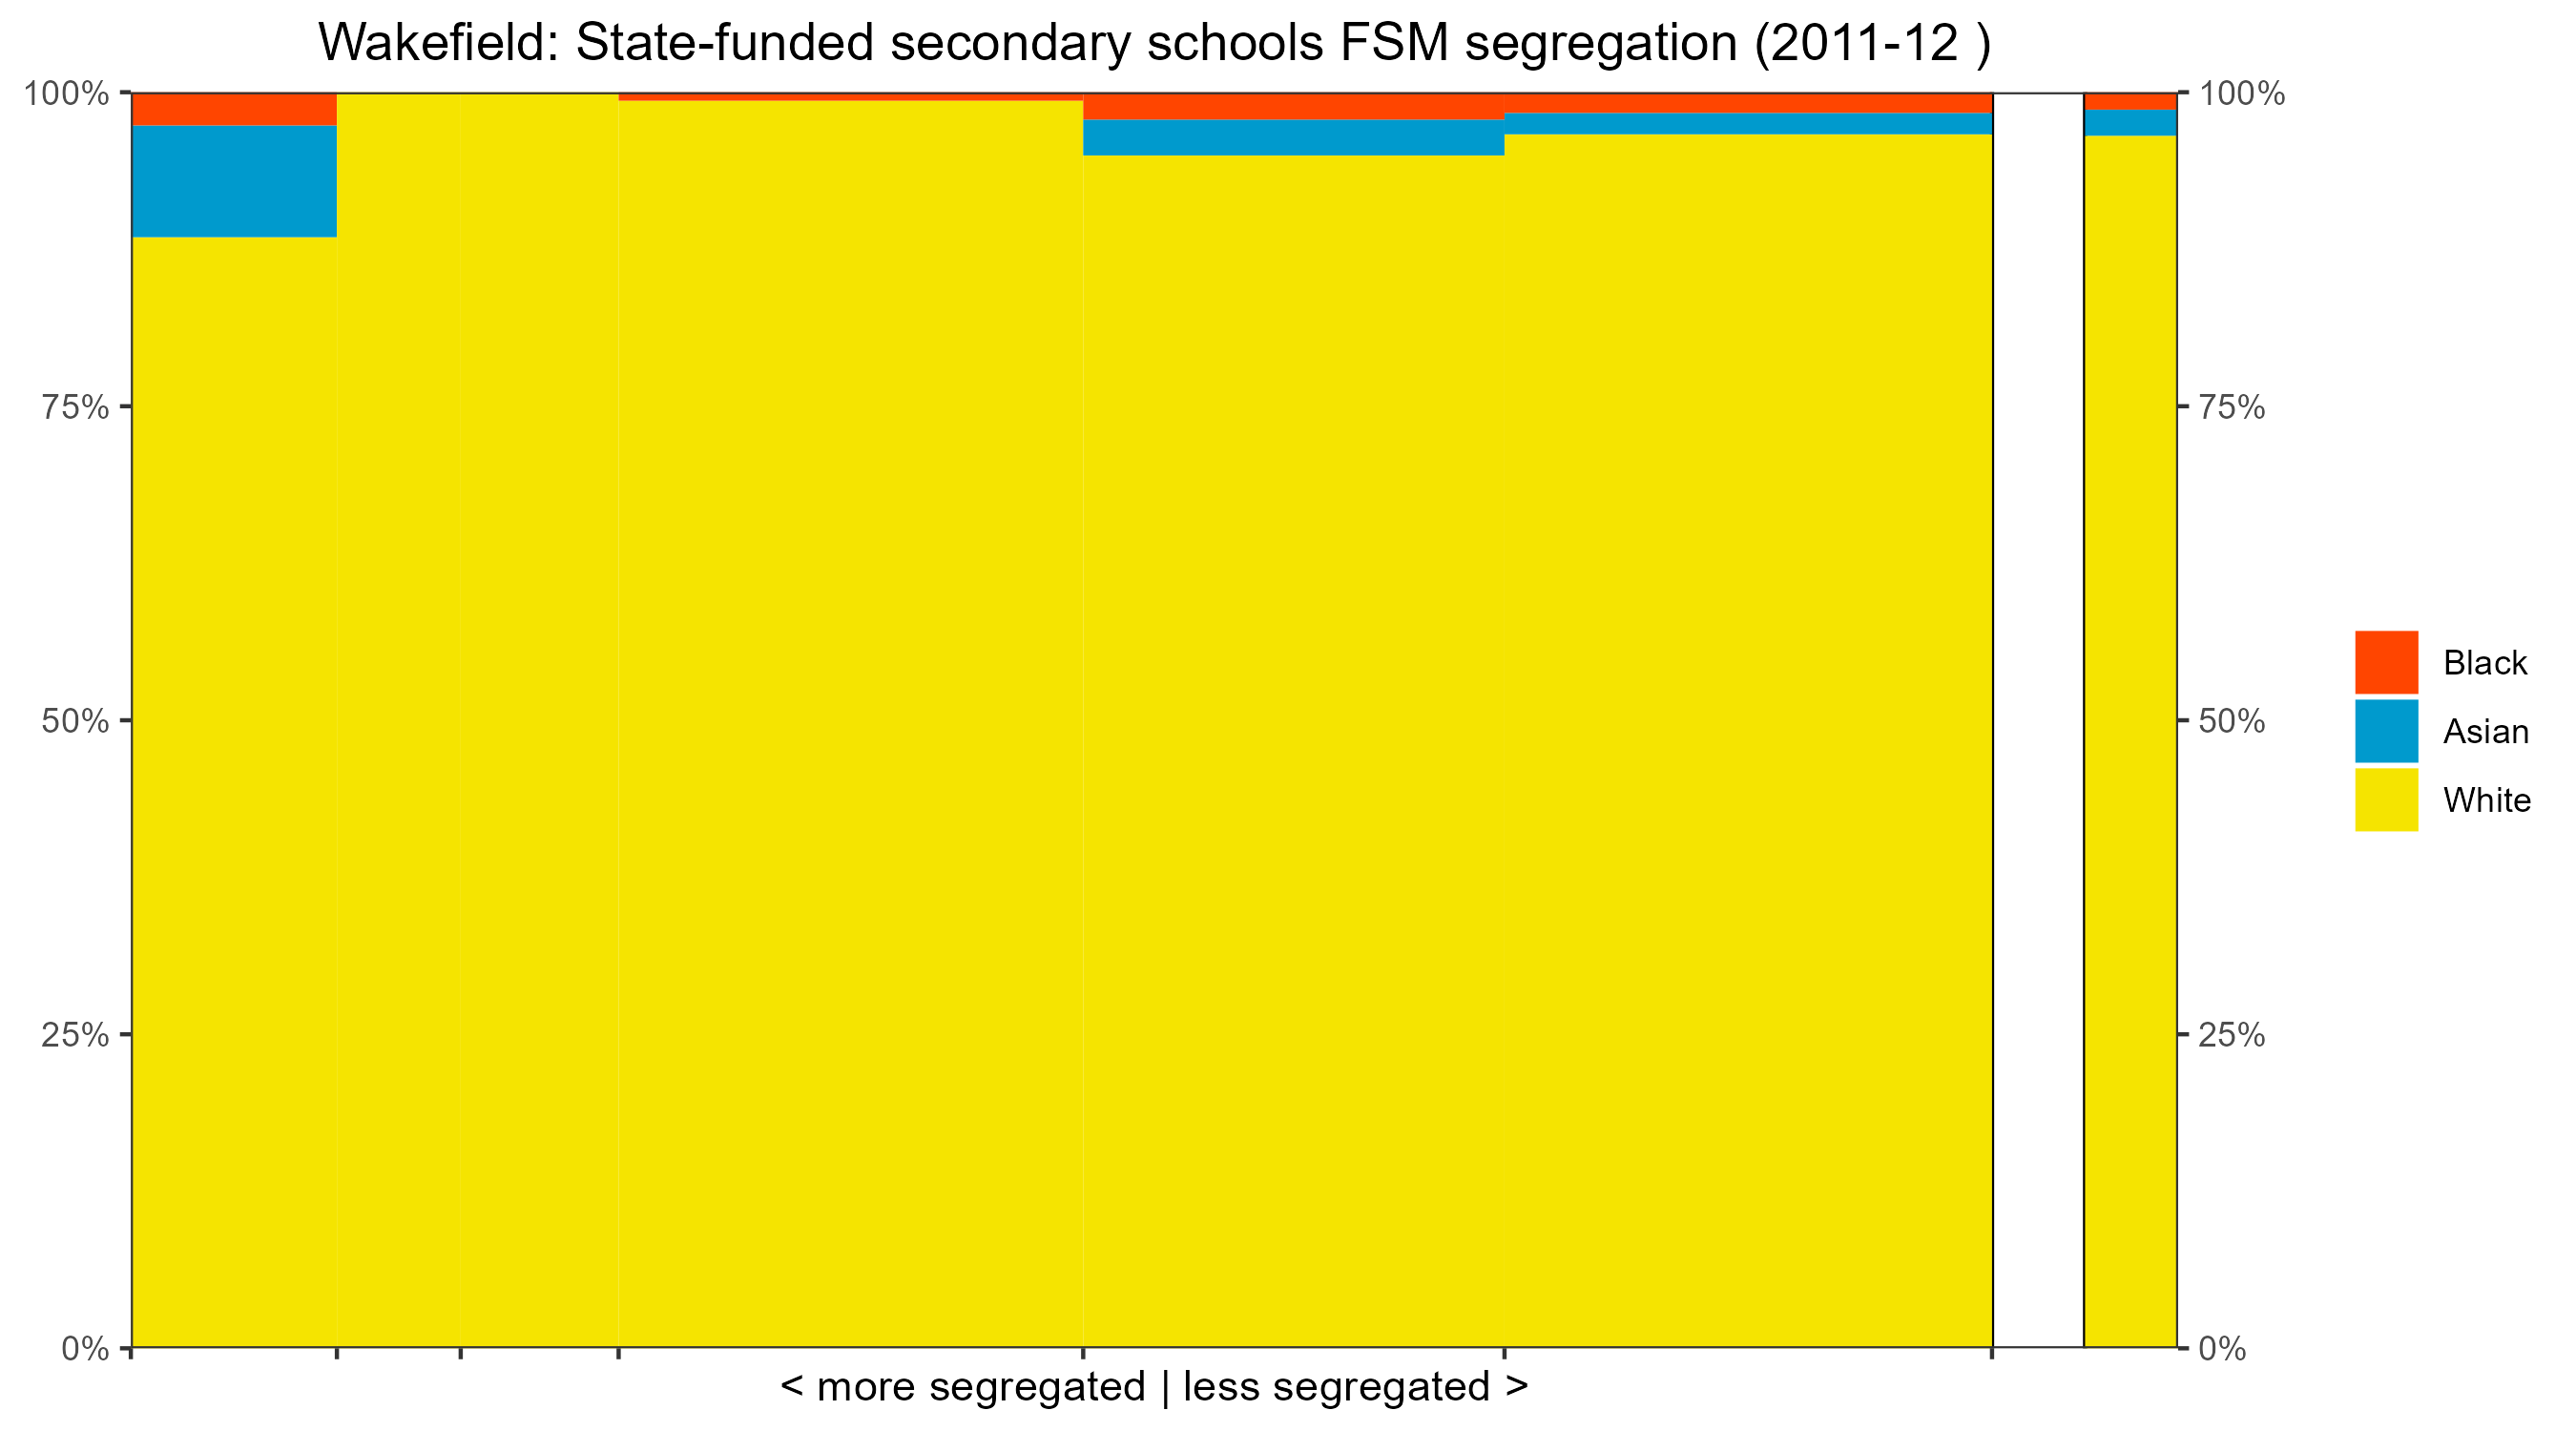 Wakefield: State-funded secondary schools FSM segregation (2011-12 )
100%
75%
50%
25%
0%
100%
75%
50%
25%
0%
Black
Asian
White
< more segregated | less segregated >